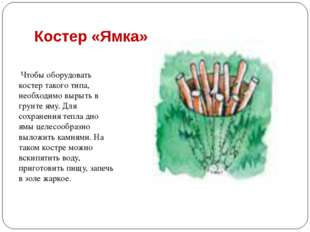 Костер «Ямка»
Чтобы оборудовать
костер такого типа,
необходимо вырыть в
грунте яму. Для
сохранения тепла дно
ямы целесообразно
выложить камнями. На
таком костре можно
вскипятить воду,
приготовить пищу, запечь
в золе жаркое.